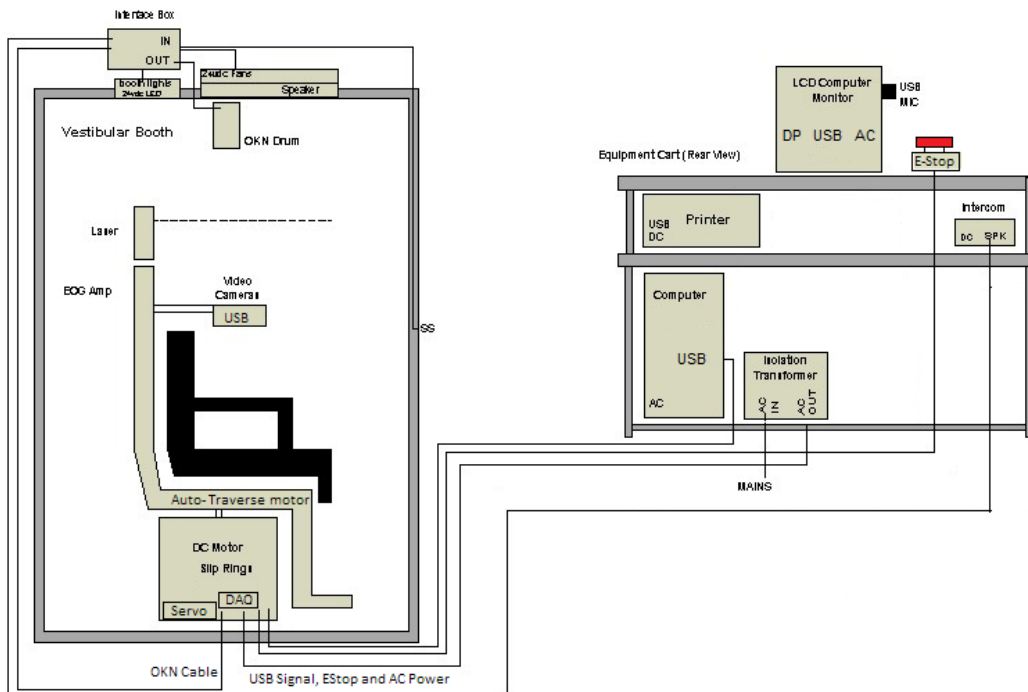 Interface Box
IN
OUT
booth lights
24vdc LED
24vdc Fans
Speaker
Vestibular Booth
OKN Drum
Laser
EOG Amp
Video
Cameras
USB
SS
Auto-Traverse motor
DC Motor
Slip Rings
DAQ
Servo
OKN Cable
USB Signal, EStop and AC Power
LCD Computer
Monitor
DP USB AC
USB
MIC
E-Stop
Equipment Cart (Rear View)
USB
DC
Printer
Intercom
DC SPK
Computer
USB
AC
Isolation
Transformer
AC
IN
AC
OUT
MAINS